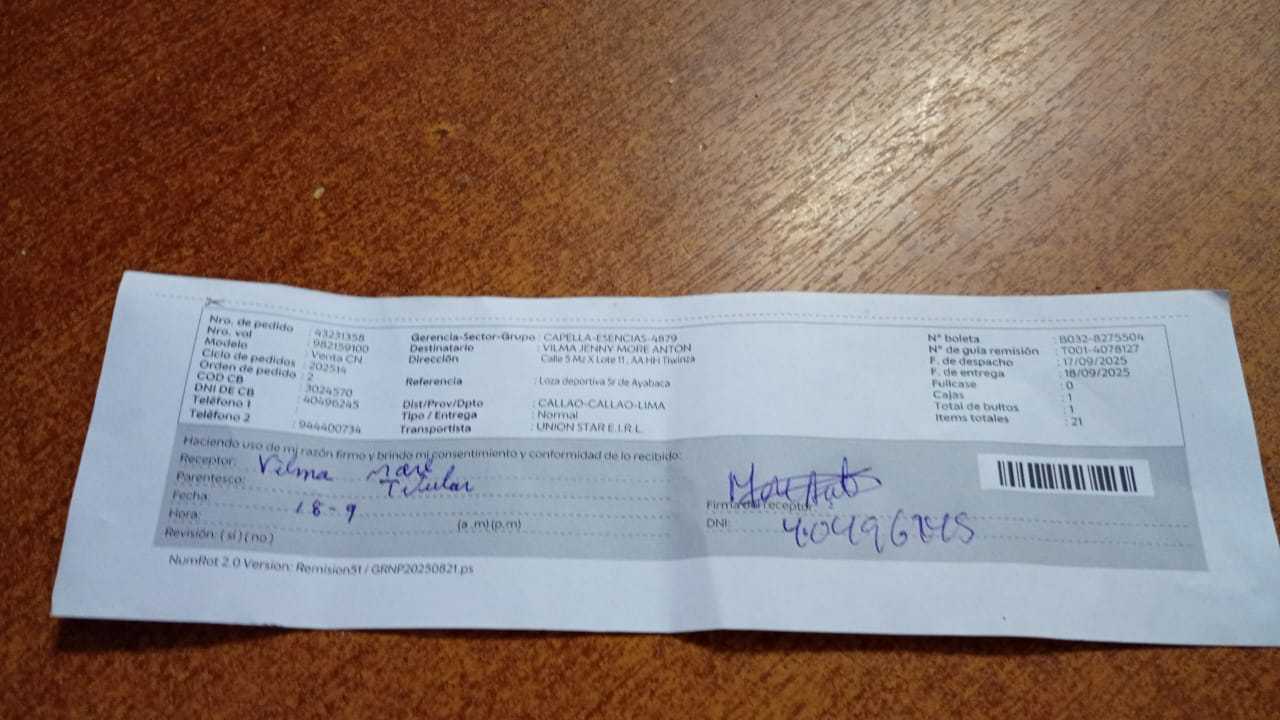 Nro. de pedido : 43231358
Nro. vol : 982159100
Modelo : Venta CN
Ciclo de pedidos : 202514
Orden de pedido : 2
COD CB : 3024570
DNI DE CB : 40496245
Teléfono 1
Teléfono 2 : 944400734
Gerencia-Sector-Grupo : CAPELLA-ESENCIAS-4879
Destinatario : VILMA JENNY MORE ANTON
Dirección Calle 5 Mz X Lote 11, AA HH Tiwinza
Referencia : Loza deportiva Sr de Ayabaca
Dist/Prov/Dpto : CALLAO-CALLAO-LIMA
Tipo / Entrega : Normal
Transportista : UNION STAR E.I.R.L.
N° boleta : B032-8275504
N° de guía remisión : T001-4078127
F. de despacho : 17/09/2025
F. de entrega : 18/09/2025
Fullcase : 0
Cajas : 1
Total de bultos : 1
Items totales : 21
Haciendo uso de mi razón firmo y brindo mi consentimiento y conformidad de lo recibido:
Receptor: Vilma More
Parentesco: Titular
Fecha: 18-9
Hora: (a .m) (p.m)
Revisión: ( sí ) ( no )
Firma del receptor
DNI: 40496245
NumRot 2.0 Version: Remision5t / GRNP20250821.ps